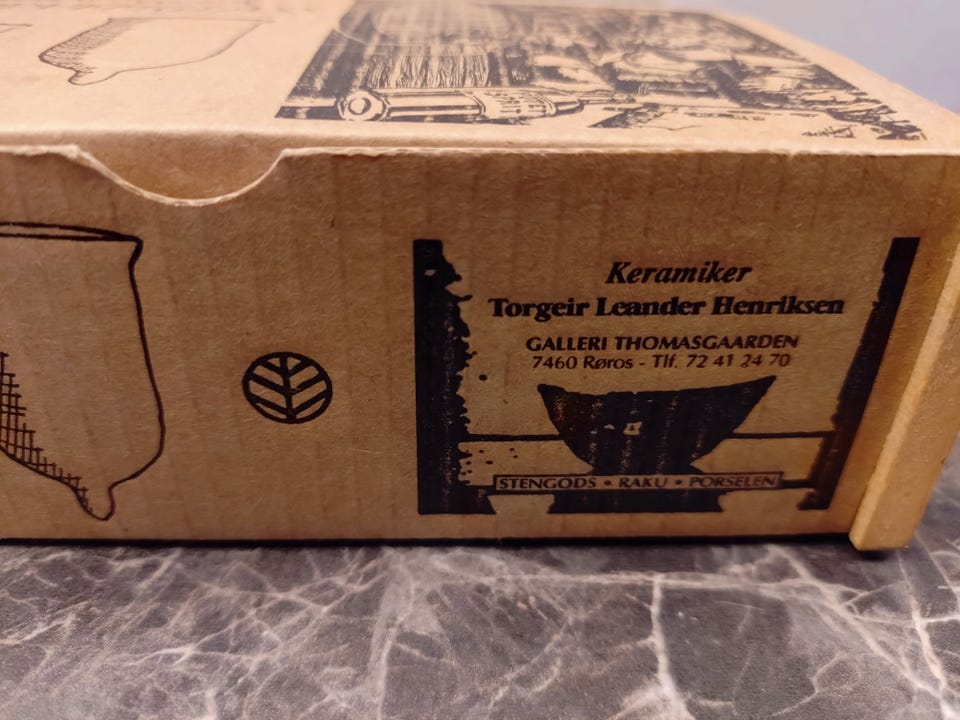 Keramiker
Torgeir Leander Henriksen
GALLERI THOMASGAARDEN
7460 Røros - Tlf. 72 41 24 70
STENGODS • RAKU • PORSELEN